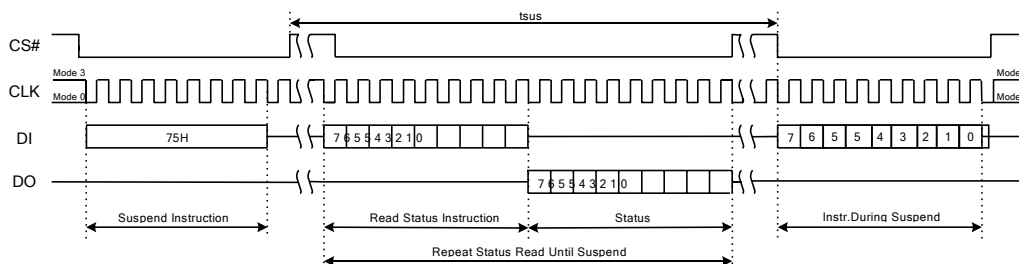 tsus
CS#
Mode 3
CLK
Mode 0
Mode
Mode
DI
75H
7 6 5 5 4 3 2 1 0
7 6 5 5 4 3 2 1 0
DO
7 6 5 5 4 3 2 1 0
Suspend Instruction
Read Status Instruction
Status
Instr.During Suspend
Repeat Status Read Until Suspend